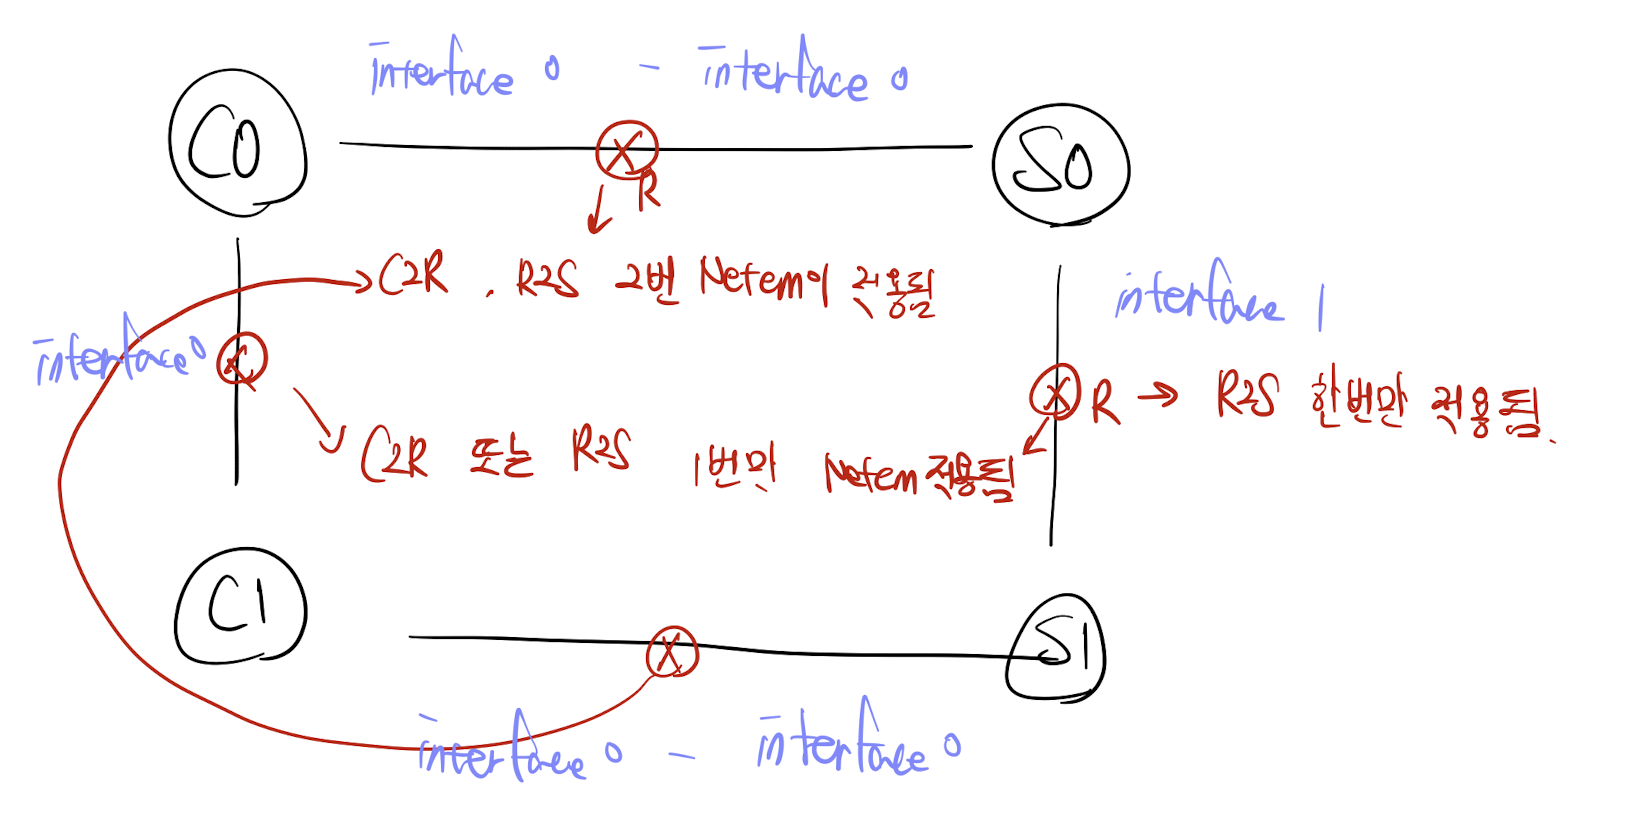 interface 0 - interface 0
C0
S0
X
R
C2R . R2S 2번 Netem이 적용됨
interface 1
interface 0
X
X R → R2S 한번만 적용됨.
C2R 또는 R2S 1번만 Netem 적용됨
C1
S1
X
interface 0 - interface 0